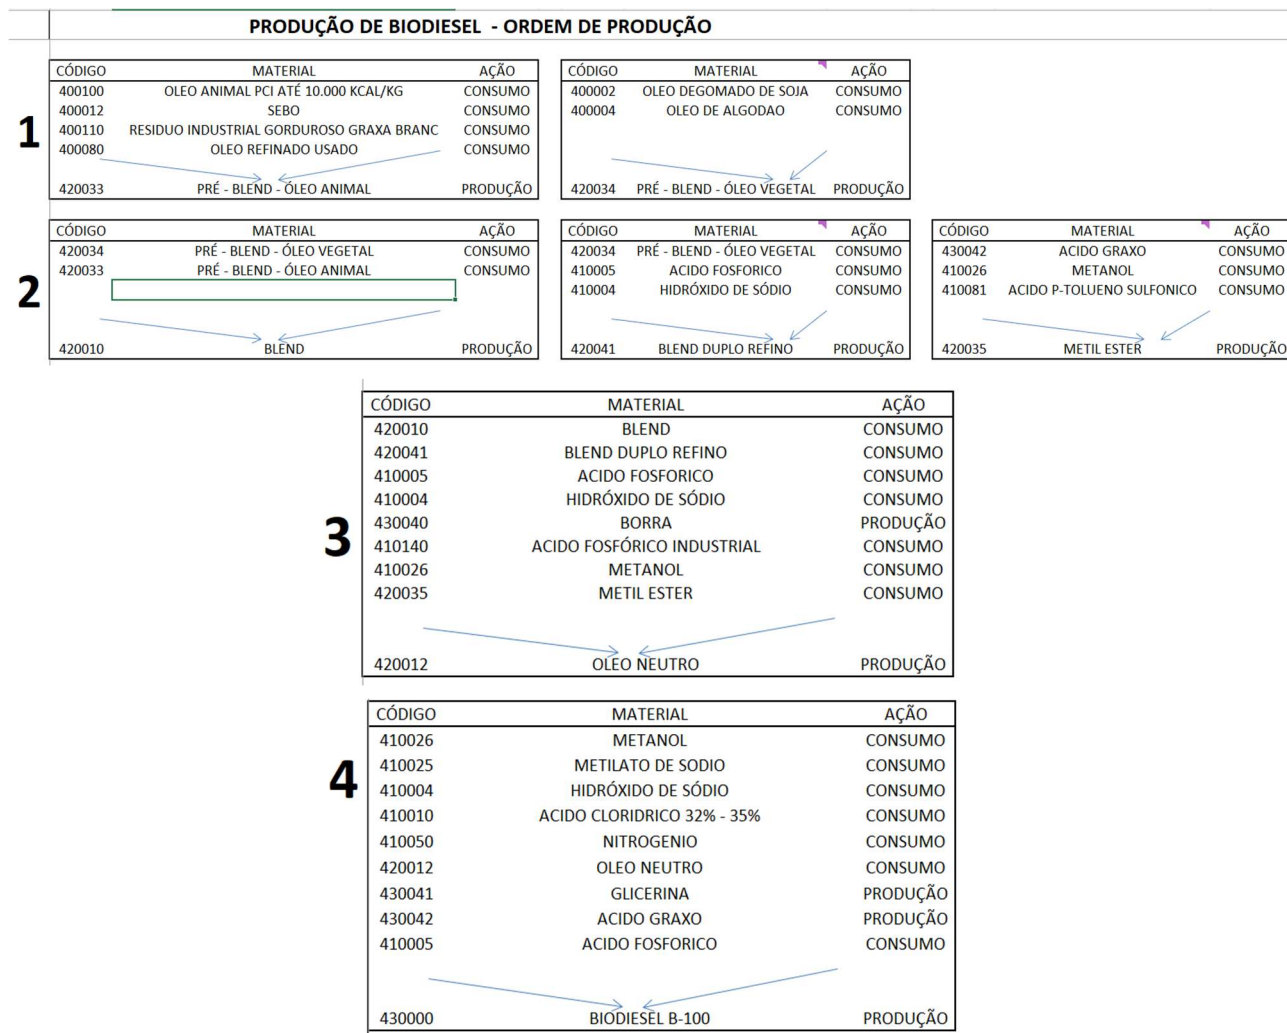 PRODUÇÃO DE BIODIESEL - ORDEM DE PRODUÇÃO
1
CÓDIGO MATERIAL AÇÃO
400100 OLEO ANIMAL PCI ATÉ 10.000 KCAL/KG CONSUMO
400012 SEBO CONSUMO
400110 RESIDUO INDUSTRIAL GORDUROSO GRAXA BRANC CONSUMO
400080 OLEO REFINADO USADO CONSUMO
420033 PRÉ - BLEND - ÓLEO ANIMAL PRODUÇÃO
CÓDIGO MATERIAL AÇÃO
400002 OLEO DEGOMADO DE SOJA CONSUMO
400004 OLEO DE ALGODAO CONSUMO
420034 PRÉ - BLEND - ÓLEO VEGETAL PRODUÇÃO
2
CÓDIGO MATERIAL AÇÃO
420034 PRÉ - BLEND - ÓLEO VEGETAL CONSUMO
420033 PRÉ - BLEND - ÓLEO ANIMAL CONSUMO
420010 BLEND PRODUÇÃO
CÓDIGO MATERIAL AÇÃO
420034 PRÉ - BLEND - ÓLEO VEGETAL CONSUMO
410005 ACIDO FOSFORICO CONSUMO
410004 HIDRÓXIDO DE SÓDIO CONSUMO
420041 BLEND DUPLO REFINO PRODUÇÃO
CÓDIGO MATERIAL AÇÃO
430042 ACIDO GRAXO CONSUMO
410026 METANOL CONSUMO
410081 ACIDO P-TOLUENO SULFONICO CONSUMO
420035 METIL ESTER PRODUÇÃO
3
CÓDIGO MATERIAL AÇÃO
420010 BLEND CONSUMO
420041 BLEND DUPLO REFINO CONSUMO
410005 ACIDO FOSFORICO CONSUMO
410004 HIDRÓXIDO DE SÓDIO CONSUMO
430040 BORRA PRODUÇÃO
410140 ACIDO FOSFÓRICO INDUSTRIAL CONSUMO
410026 METANOL CONSUMO
420035 METIL ESTER CONSUMO
420012 OLEO NEUTRO PRODUÇÃO
4
CÓDIGO MATERIAL AÇÃO
410026 METANOL CONSUMO
410025 METILATO DE SODIO CONSUMO
410004 HIDRÓXIDO DE SÓDIO CONSUMO
410010 ACIDO CLORIDRICO 32% - 35% CONSUMO
410050 NITROGENIO CONSUMO
420012 OLEO NEUTRO CONSUMO
430041 GLICERINA PRODUÇÃO
430042 ACIDO GRAXO PRODUÇÃO
410005 ACIDO FOSFORICO CONSUMO
430000 BIODIESEL B-100 PRODUÇÃO